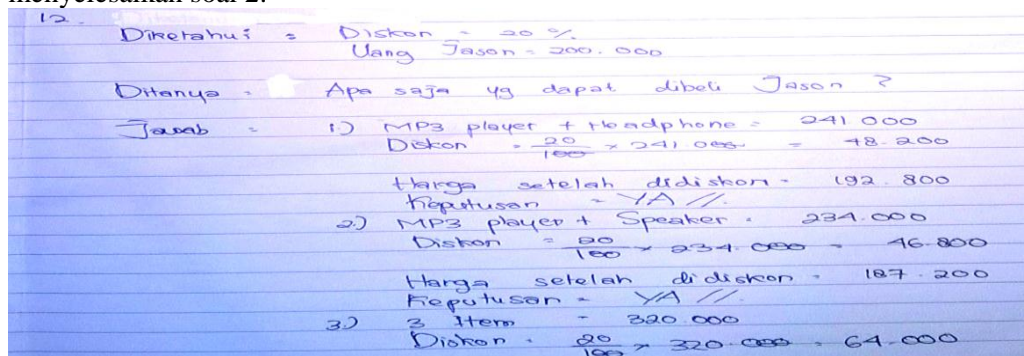 menyelesaikan soal 2.
12.
Diketahui = Diskon = 20 %
Uang Jason = 200.000
Ditanya = Apa saja yg dapat dibeli Jason ?
Jawab = 1.) MP3 player + Headphone = 241.000
Diskon = 20/100 x 241.000 = 48.200
Harga setelah didiskon = 192.800
Keputusan = YA //.
2.) MP3 player + Speaker = 234.000
Diskon = 20/100 x 234.000 = 46.800
Harga setelah didiskon = 187.200
Keputusan = YA //.
3.) 3 Item = 320.000
Diskon = 20/100 x 320.000 = 64.000